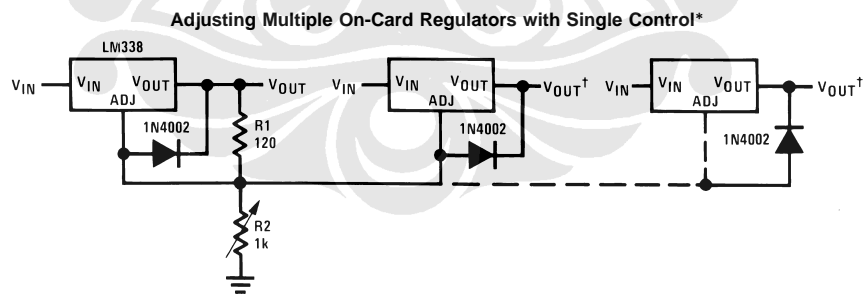 Adjusting Multiple On-Card Regulators with Single Control*
LM338
VIN VIN VOUT VOUT
ADJ
1N4002
R1
120
R2
1k
VIN VIN VOUT VOUT†
ADJ
1N4002
VIN VIN VOUT VOUT†
ADJ
1N4002